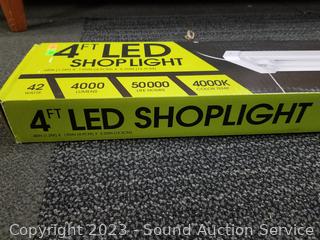 4FT LED
SHOPLIGHT
42 4000 50000 4000K
WATTS LUMENS LIFE HOURS COLOR TEMP
4FT LED SHOPLIGHT
Copyright 2023 - Sound Auction Service